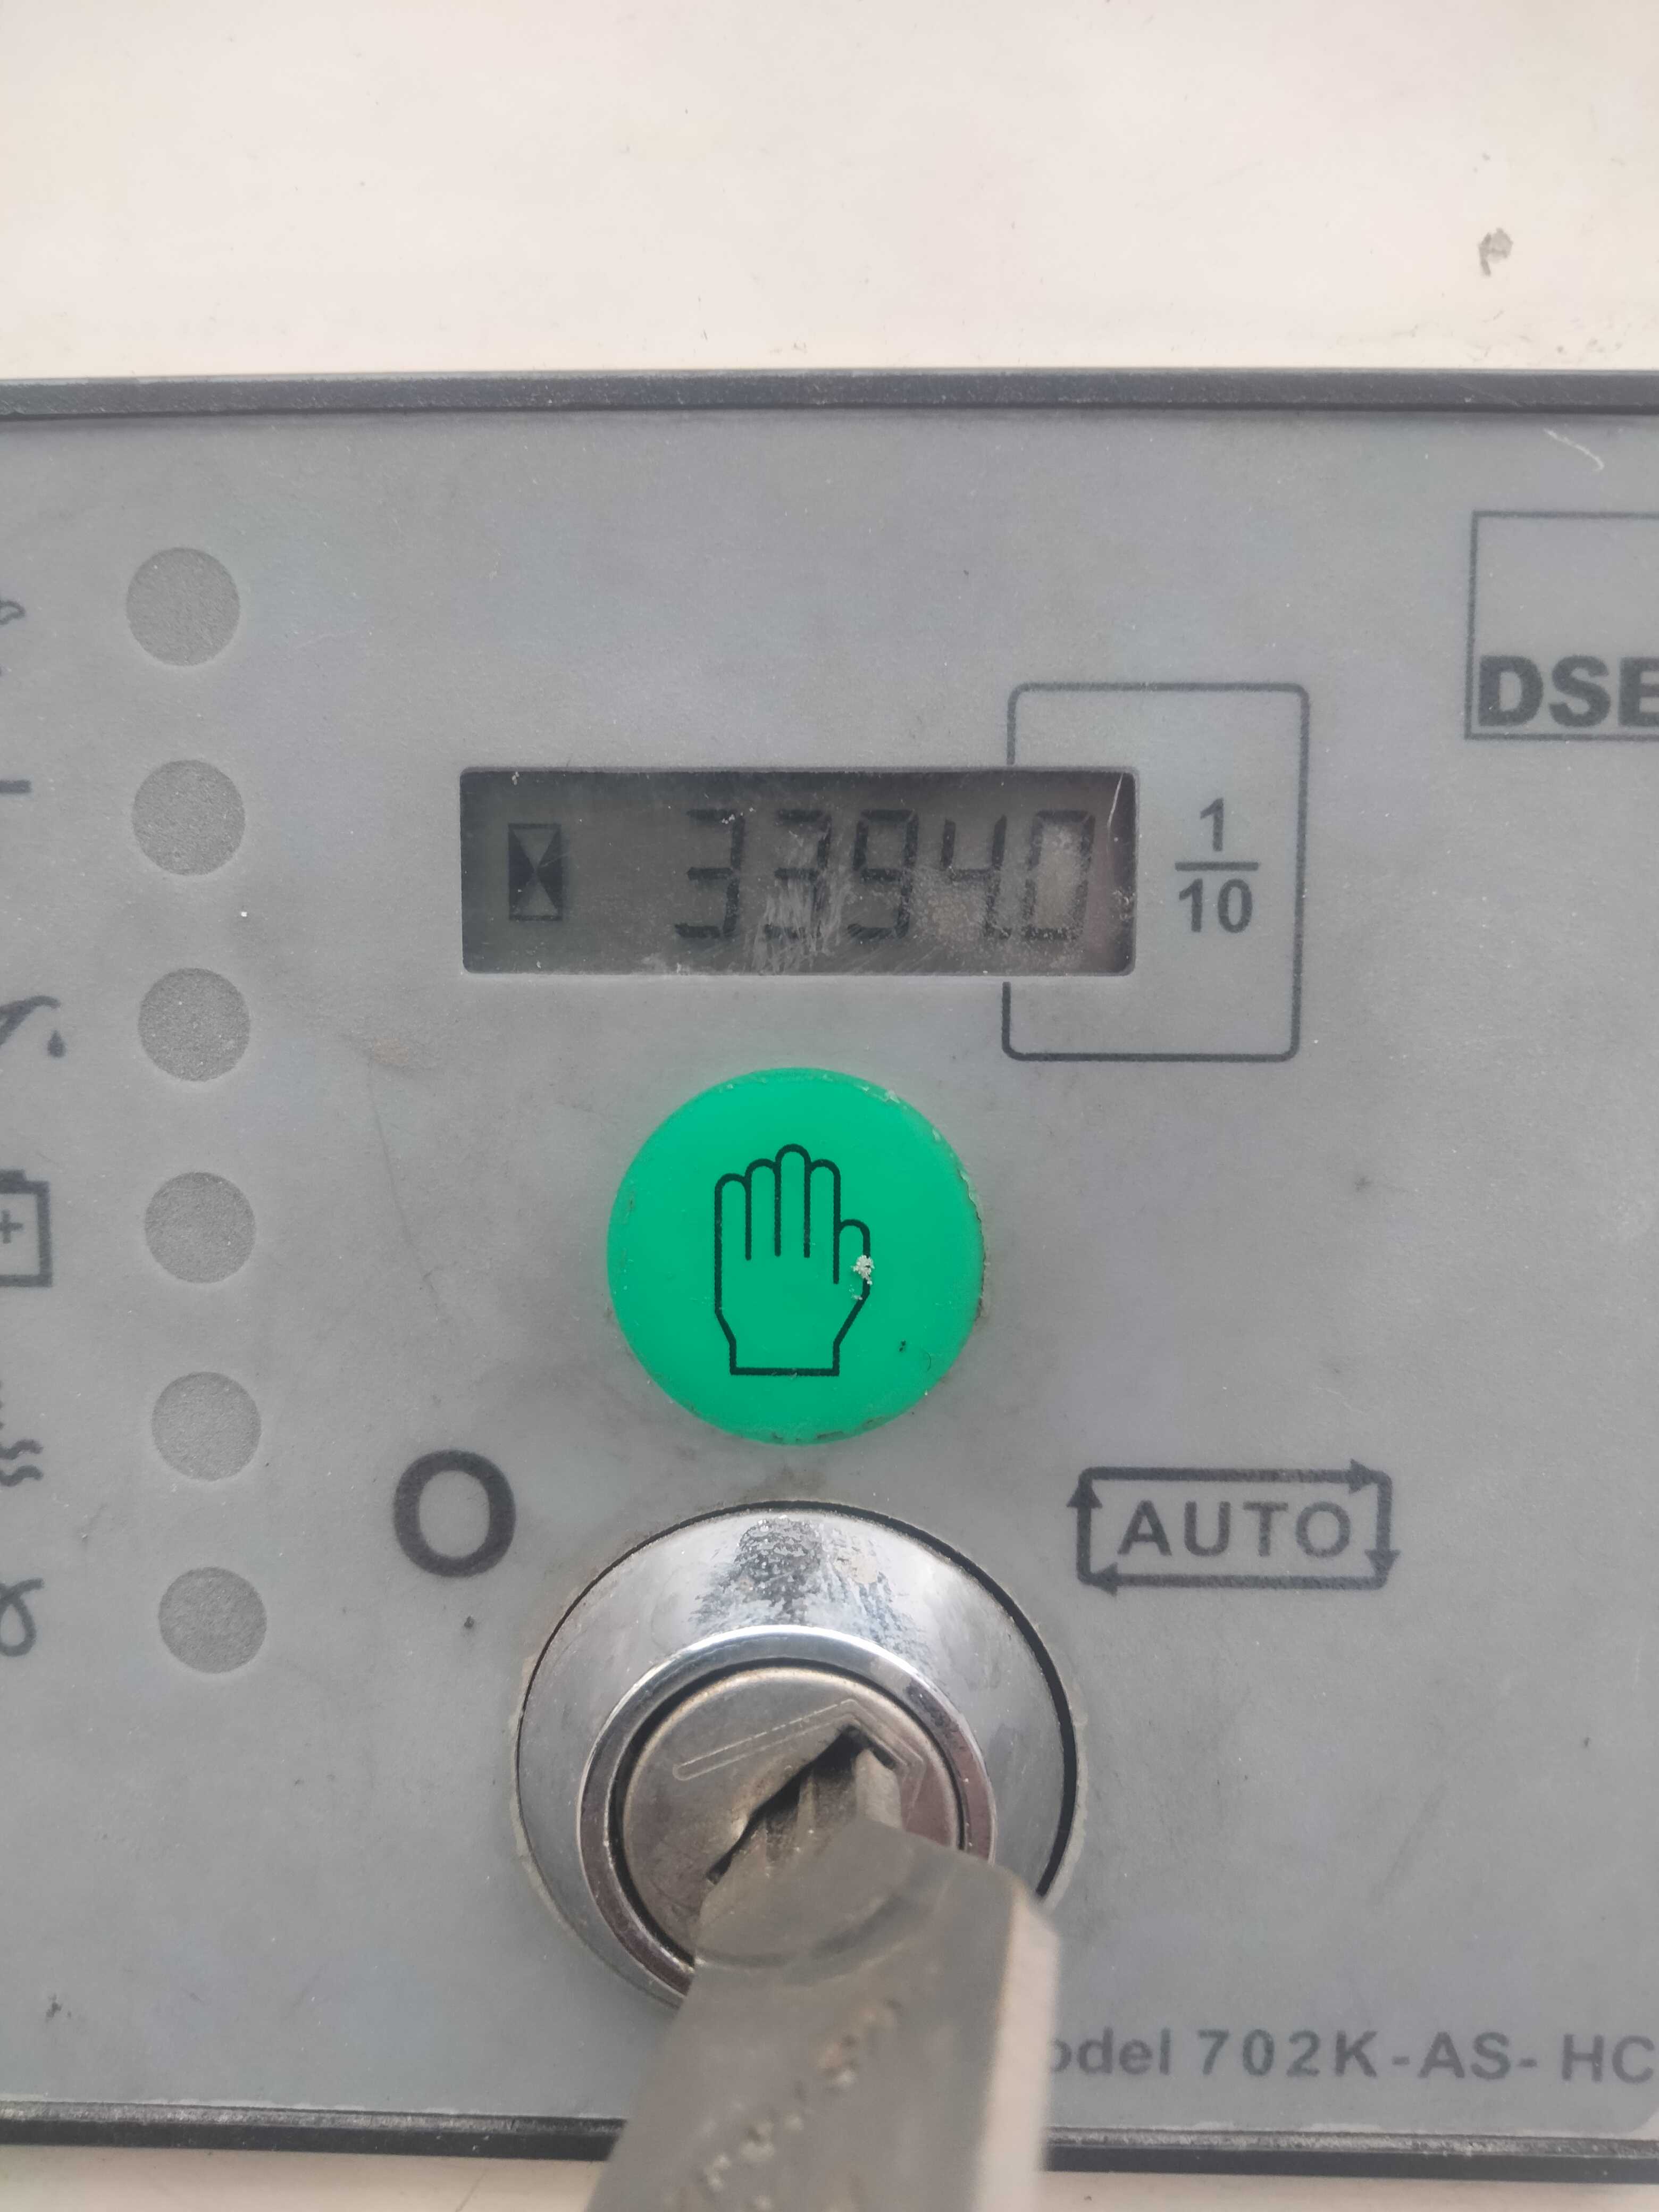 DSE
33940
1
10
O
AUTO
odel 702K-AS-HC